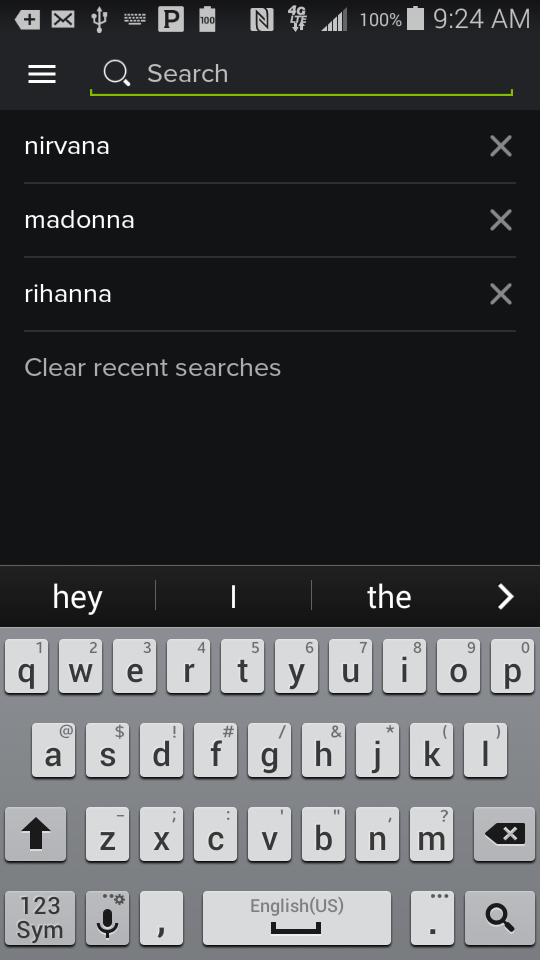 P 100 4G LTE 100% 9:24 AM
Search
nirvana
madonna
rihanna
Clear recent searches
hey I the
1 2 3 4 5 6 7 8 9 0
q w e r t y u i o p
@ $ ! # / & * ( )
a s d f g h j k l
- ; : ' " , ?
z x c v b n m
123 Sym , English(US) .